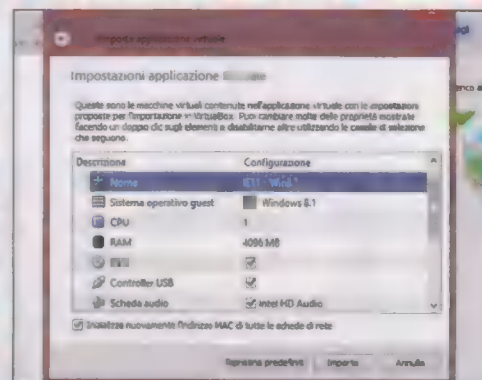 Importa applicazione virtuale
Impostazioni applicazione
Queste sono le macchine virtuali contenute nell'applicazione virtuale con le impostazioni
proposte per l'importazione in VirtualBox. Puoi cambiare molte delle proprietà mostrate
facendo un doppio clic sugli elementi e disabilitarne altre utilizzando le caselle di selezione
che seguono.
Descrizione Configurazione
Nome IE11 - Win8.1
Sistema operativo guest Windows 8.1
CPU 1
RAM 4096 MB
Controller USB
Scheda audio Intel HD Audio
Inizializza nuovamente l'indirizzo MAC di tutte le schede di rete
Ripristina predefiniti Importa Annulla